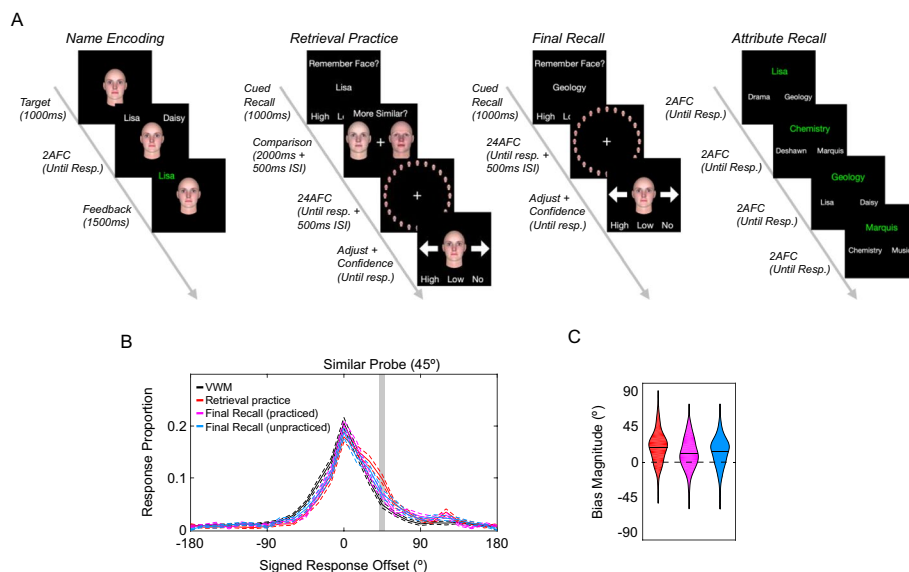 A
Name Encoding
Target
(1000ms)
Lisa Daisy
2AFC
(Until Resp.)
Lisa
Feedback
(1500ms)
Retrieval Practice
Remember Face?
Cued
Recall
(1000ms)
Lisa
High
More Similar?
+
Comparison
(2000ms +
500ms ISI)
+
24AFC
(Until resp. +
500ms ISI)
Adjust +
Confidence
(Until resp.)
High Low No
Final Recall
Remember Face?
Cued
Recall
(1000ms)
Geology
High
+
24AFC
(Until resp. +
500ms ISI)
Adjust +
Confidence
(Until resp.)
High Low No
Attribute Recall
Lisa
2AFC
(Until Resp.)
Drama Geology
Chemistry
2AFC
(Until Resp.)
Deshawn Marquis
Geology
2AFC
(Until Resp.)
Lisa Daisy
Marquis
2AFC
(Until Resp.)
Chemistry
B
Similar Probe (45º)
VWM
Retrieval practice
Final Recall (practiced)
Final Recall (unpracticed)
Response Proportion
0.2
0.1
0
-180 -90 0 90 180
Signed Response Offset (º)
C
Bias Magnitude (º)
90
45
0
-45
-90